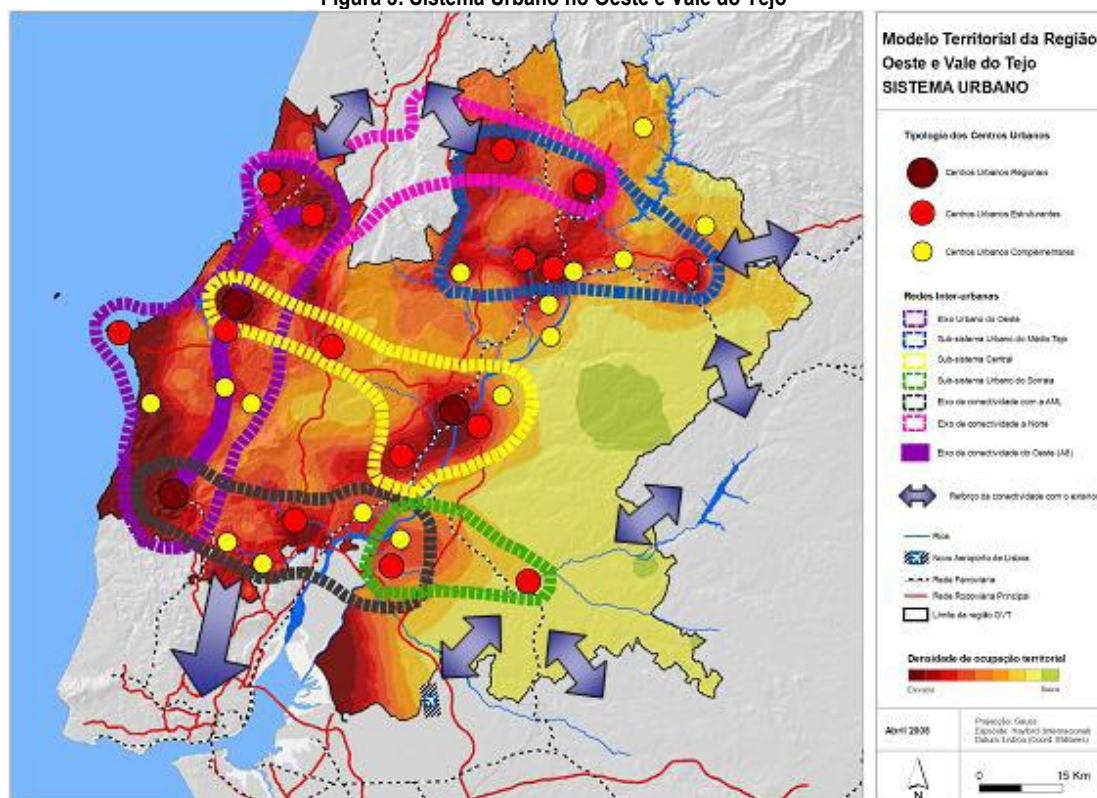 Figura 9. Sistema Urbano no Oeste e Vale do Tejo
Modelo Territorial da Região
Oeste e Vale do Tejo
SISTEMA URBANO
Tipologia dos Centros Urbanos
Centros Urbanos Regionais
Centros Urbanos Estruturantes
Centros Urbanos Complementares
Redes Inter-urbanas
Eixo Urbano do Oeste
Sub-sistema Urbano do Médio Tejo
Sub-sistema Central
Sub-sistema Urbano do Sorraia
Eixo de conectividade com a AML
Eixo de conectividade a Norte
Eixo de conectividade do Oeste (A8)
Reforço da conectividade com o exterior
Rios
Novo Aeroporto de Lisboa
Rede Ferroviária
Rede Rodoviária Principal
Limite da região OVT
Densidade de ocupação territorial
Elevada
Baixa
Abril 2008
Projecção: Gauss
Elipsóide: Hayford Internacional
Datum: Lisboa (Coord. Militares)
0 15 Km
N